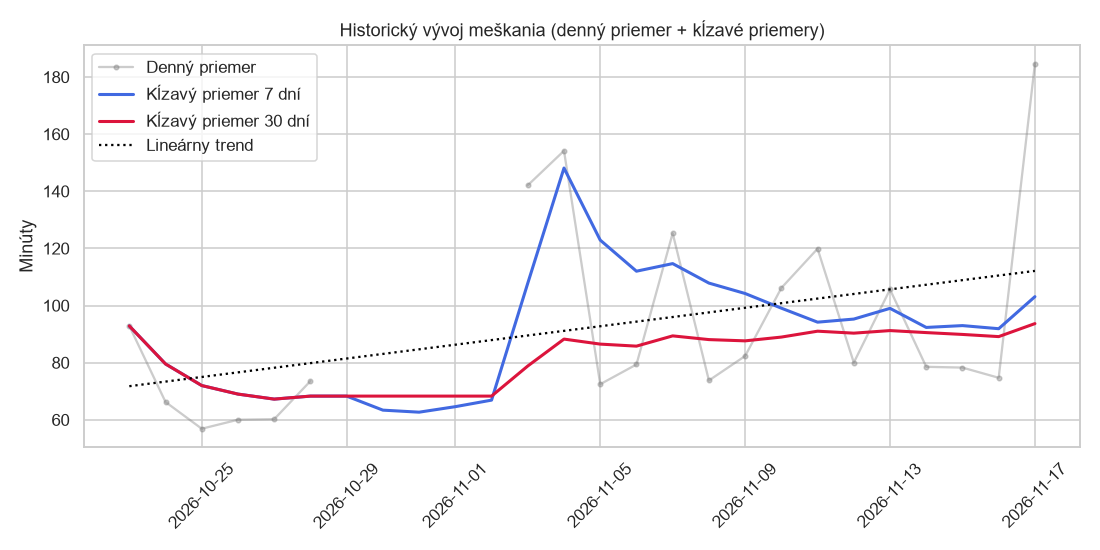 Historický vývoj meškania (denný priemer + kĺzavé priemery)
Denný priemer
Kĺzavý priemer 7 dní
Kĺzavý priemer 30 dní
Lineárny trend
Minúty
180
160
140
120
100
80
60
2026-10-25
2026-10-29
2026-11-01
2026-11-05
2026-11-09
2026-11-13
2026-11-17